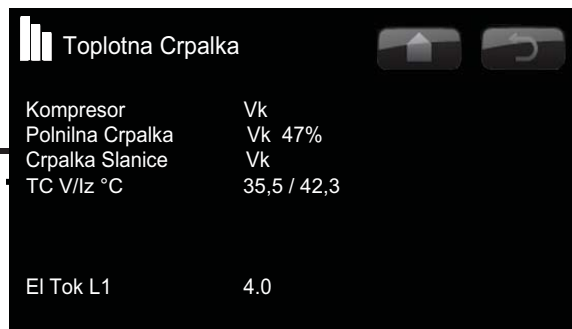 Toplotna Crpalka
Kompresor Vk
Polnilna Crpalka Vk 47%
Crpalka Slanice Vk
TC V/Iz °C 35,5 / 42,3
El Tok L1 4.0